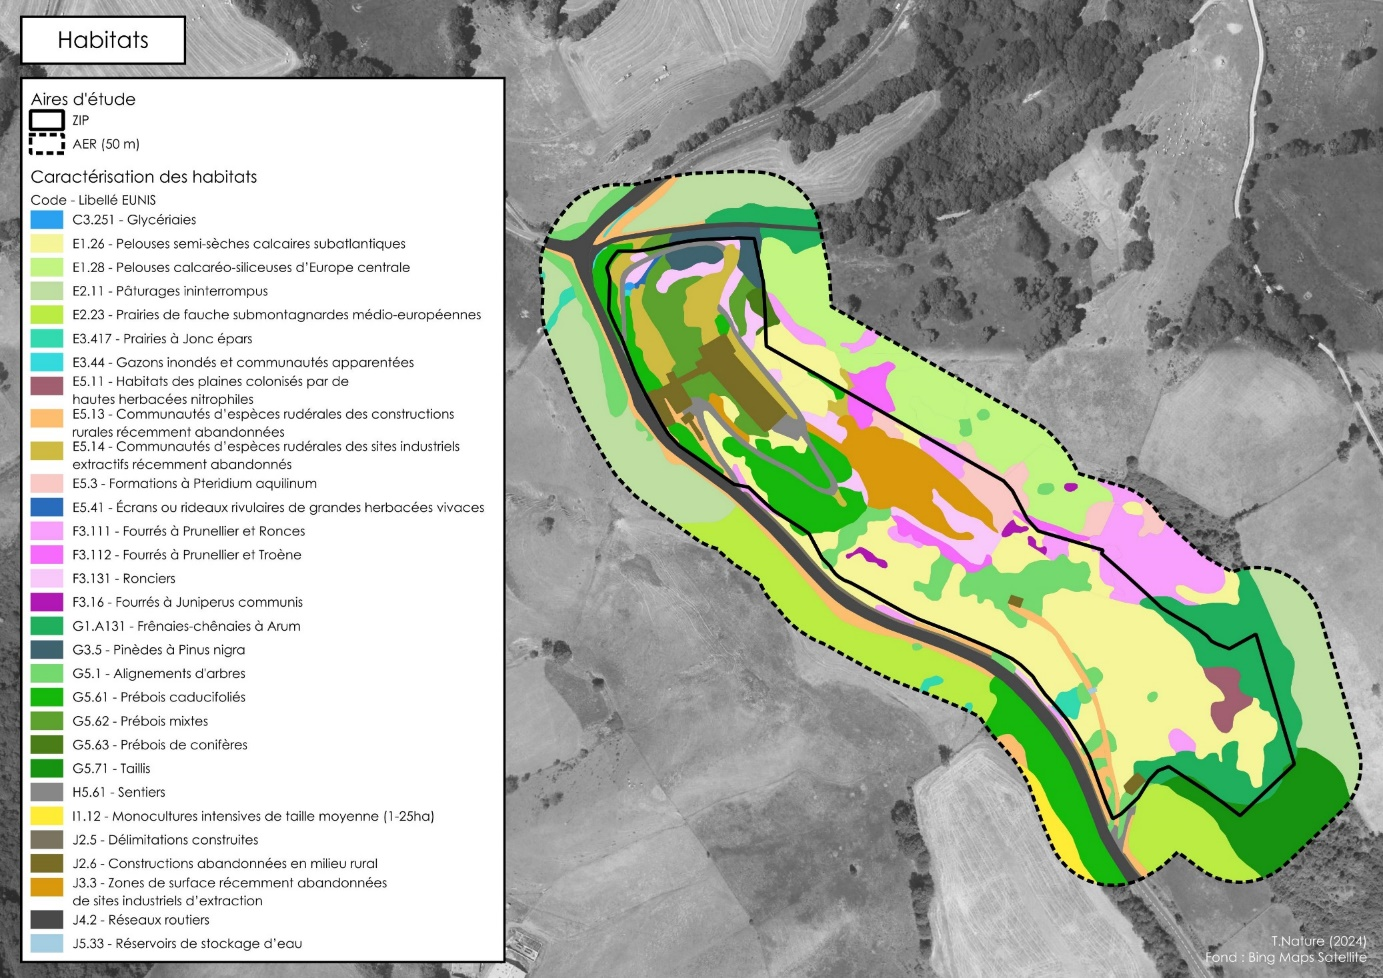 Habitats
Aires d'étude
ZIP
AER (50 m)
Caractérisation des habitats
Code - Libellé EUNIS
C3.251 - Glycériaies
E1.26 - Pelouses semi-sèches calcaires subatlantiques
E1.28 - Pelouses calcaréo-siliceuses d'Europe centrale
E2.11 - Pâturages ininterrompus
E2.23 - Prairies de fauche submontagnardes médio-européennes
E3.417 - Prairies à Jonc épars
E3.44 - Gazons inondés et communautés apparentées
E5.11 - Habitats des plaines colonisés par de
hautes herbacées nitrophiles
E5.13 - Communautés d'espèces rudérales des constructions
rurales récemment abandonnées
E5.14 - Communautés d'espèces rudérales des sites industriels
extractifs récemment abandonnés
E5.3 - Formations à Pteridium aquilinum
E5.41 - Écrans ou rideaux rivulaires de grandes herbacées vivaces
F3.111 - Fourrés à Prunellier et Ronces
F3.112 - Fourrés à Prunellier et Troène
F3.131 - Ronciers
F3.16 - Fourrés à Juniperus communis
G1.A131 - Frênaies-chênaies à Arum
G3.5 - Pinèdes à Pinus nigra
G5.1 - Alignements d'arbres
G5.61 - Prébois caducifoliés
G5.62 - Prébois mixtes
G5.63 - Prébois de conifères
G5.71 - Taillis
H5.61 - Sentiers
I1.12 - Monocultures intensives de taille moyenne (1-25ha)
J2.5 - Délimitations construites
J2.6 - Constructions abandonnées en milieu rural
J3.3 - Zones de surface récemment abandonnées
de sites industriels d'extraction
J4.2 - Réseaux routiers
J5.33 - Réservoirs de stockage d'eau
T.Nature (2024)
Fond : Bing Maps Satellite